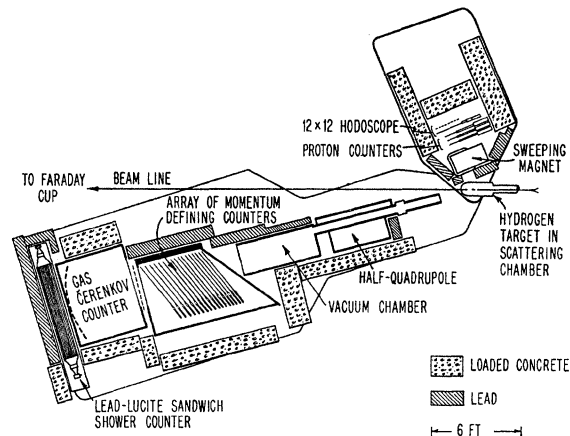 12 × 12 HODOSCOPE
PROTON COUNTERS
SWEEPING
MAGNET
TO FARADAY
CUP
BEAM LINE
ARRAY OF MOMENTUM
DEFINING COUNTERS
HYDROGEN
TARGET IN
SCATTERING
CHAMBER
GAS
ČERENKOV
COUNTER
HALF-QUADRUPOLE
VACUUM CHAMBER
LEAD-LUCITE SANDWICH
SHOWER COUNTER
LOADED CONCRETE
LEAD
6 FT